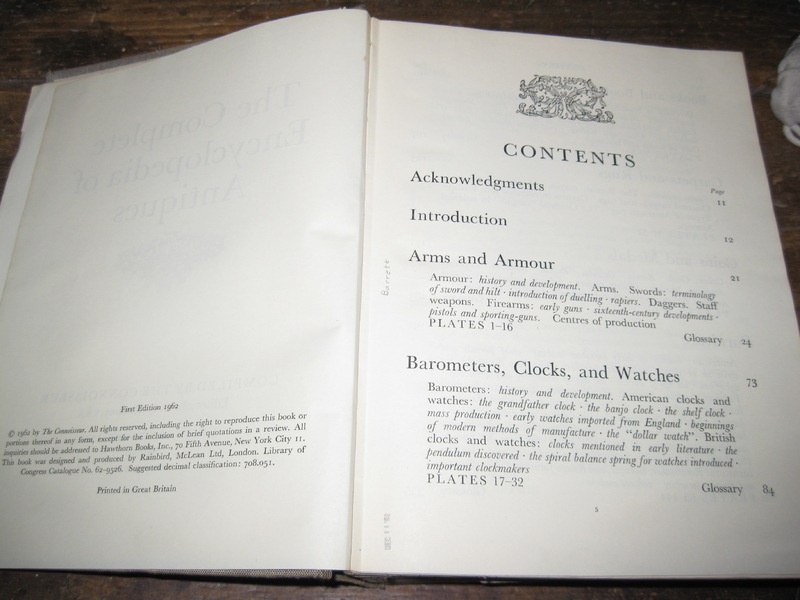 The Complete
Encyclopedia of
Antiques
First Edition 1962
© 1962 by The Connoisseur. All rights reserved, including the right to reproduce this book or
portions thereof in any form, except for the inclusion of brief quotations in a review. All
inquiries should be addressed to Hawthorn Books, Inc., 70 Fifth Avenue, New York City 11.
This book was designed and produced by Rainbird, McLean Ltd, London. Library of
Congress Catalogue No. 62-9326. Suggested decimal classification: 708.051.
Printed in Great Britain
Barrett
CONTENTS
Page
Acknowledgments 11
Introduction 12
Arms and Armour 21
Armour: history and development. Arms. Swords: terminology
of sword and hilt · introduction of duelling · rapiers. Daggers. Staff
weapons. Firearms: early guns · sixteenth-century developments ·
pistols and sporting-guns. Centres of production
PLATES 1–16
Glossary 24
Barometers, Clocks, and Watches 73
Barometers: history and development. American clocks and
watches: the grandfather clock · the banjo clock · the shelf clock ·
mass production · early watches imported from England · beginnings
of modern methods of manufacture · the "dollar watch". British
clocks and watches: clocks mentioned in early literature · the
pendulum discovered · the spiral balance spring for watches introduced ·
important clockmakers
PLATES 17–32
Glossary 84
5